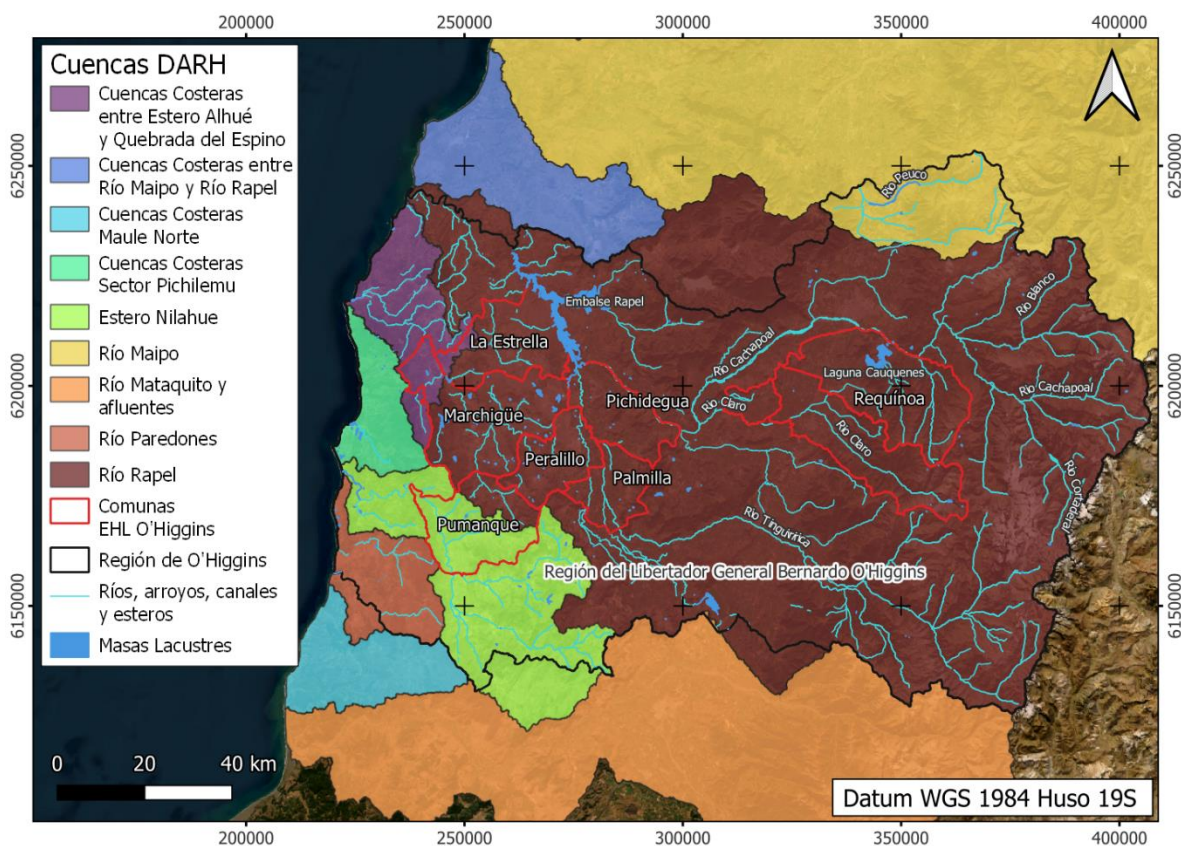 200000 250000 300000 350000 400000
Cuencas DARH
Cuencas Costeras
entre Estero Alhué
y Quebrada del Espino
Cuencas Costeras entre
Río Maipo y Río Rapel
Cuencas Costeras
Maule Norte
Cuencas Costeras
Sector Pichilemu
Estero Nilahue
Río Maipo
Río Mataquito y
afluentes
Río Paredones
Río Rapel
Comunas
EHL O'Higgins
Región de O'Higgins
Ríos, arroyos, canales
y esteros
Masas Lacustres
6250000
6200000
6150000
6250000
6200000
6150000
Río Peuco
Río Blanco
Embalse Rapel
La Estrella
Río Cachapoal
Laguna Cauquenes
Río Cachapoal
Pichidegua
Río Claro
Requínoa
Marchigüe
Río Claro
Peralillo
Palmilla
Río Cortaderal
Pumanque
Río Tinguiririca
Región del Libertador General Bernardo O'Higgins
0 20 40 km
Datum WGS 1984 Huso 19S
200000 250000 300000 350000 400000